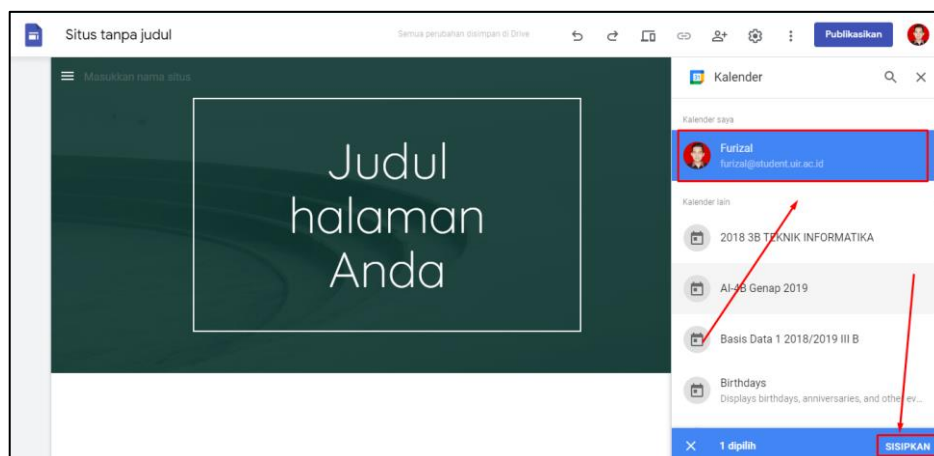 Situs tanpa judul
Semua perubahan disimpan di Drive
Publikasikan
Masukkan nama situs
Judul
halaman
Anda
Kalender
Kalender saya
Furizal
furizal@student.uir.ac.id
Kalender lain
2018 3B TEKNIK INFORMATIKA
AI-4B Genap 2019
Basis Data 1 2018/2019 III B
Birthdays
Displays birthdays, anniversaries, and other ev...
1 dipilih
SISIPKAN